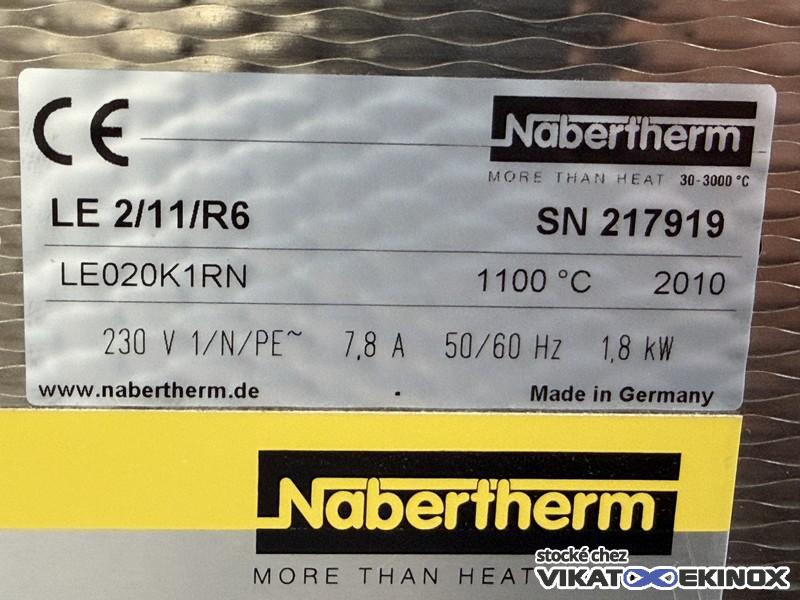 CE
Nabertherm
MORE THAN HEAT 30-3000 °C
LE 2/11/R6 SN 217919
LE020K1RN 1100 °C 2010
230 V 1/N/PE~ 7,8 A 50/60 Hz 1,8 kW
www.nabertherm.de . Made in Germany
Nabertherm
MORE THAN HEAT
stocké chez
VIKATOOEKINOX